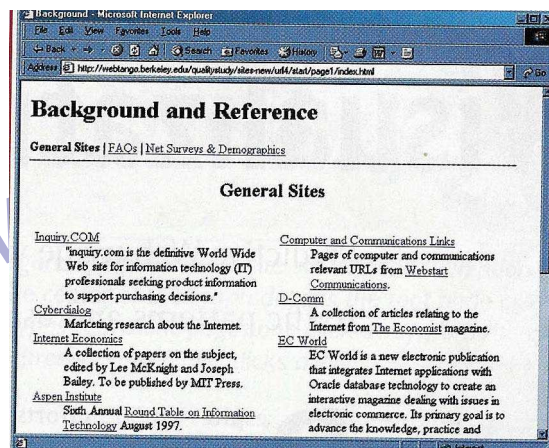 Background - Microsoft Internet Explorer
File Edit View Favorites Tools Help
Back Search Favorites History
Address http://webtango.berkeley.edu/qualitystudy/sites-new/url4/start/page1/index.html Go
Background and Reference
General Sites | FAQs | Net Surveys & Demographics
General Sites
Inquiry.COM
"inquiry.com is the definitive World Wide
Web site for information technology (IT)
professionals seeking product information
to support purchasing decisions."
Cyberdialog
Marketing research about the Internet.
Internet Economics
A collection of papers on the subject,
edited by Lee McKnight and Joseph
Bailey. To be published by MIT Press.
Aspen Institute
Sixth Annual Round Table on Information
Technology August 1997.
Computer and Communications Links
Pages of computer and communications
relevant URLs from Webstart
Communications.
D-Comm
A collection of articles relating to the
Internet from The Economist magazine.
EC World
EC World is a new electronic publication
that integrates Internet applications with
Oracle database technology to create an
interactive magazine dealing with issues in
electronic commerce. Its primary goal is to
advance the knowledge, practice and